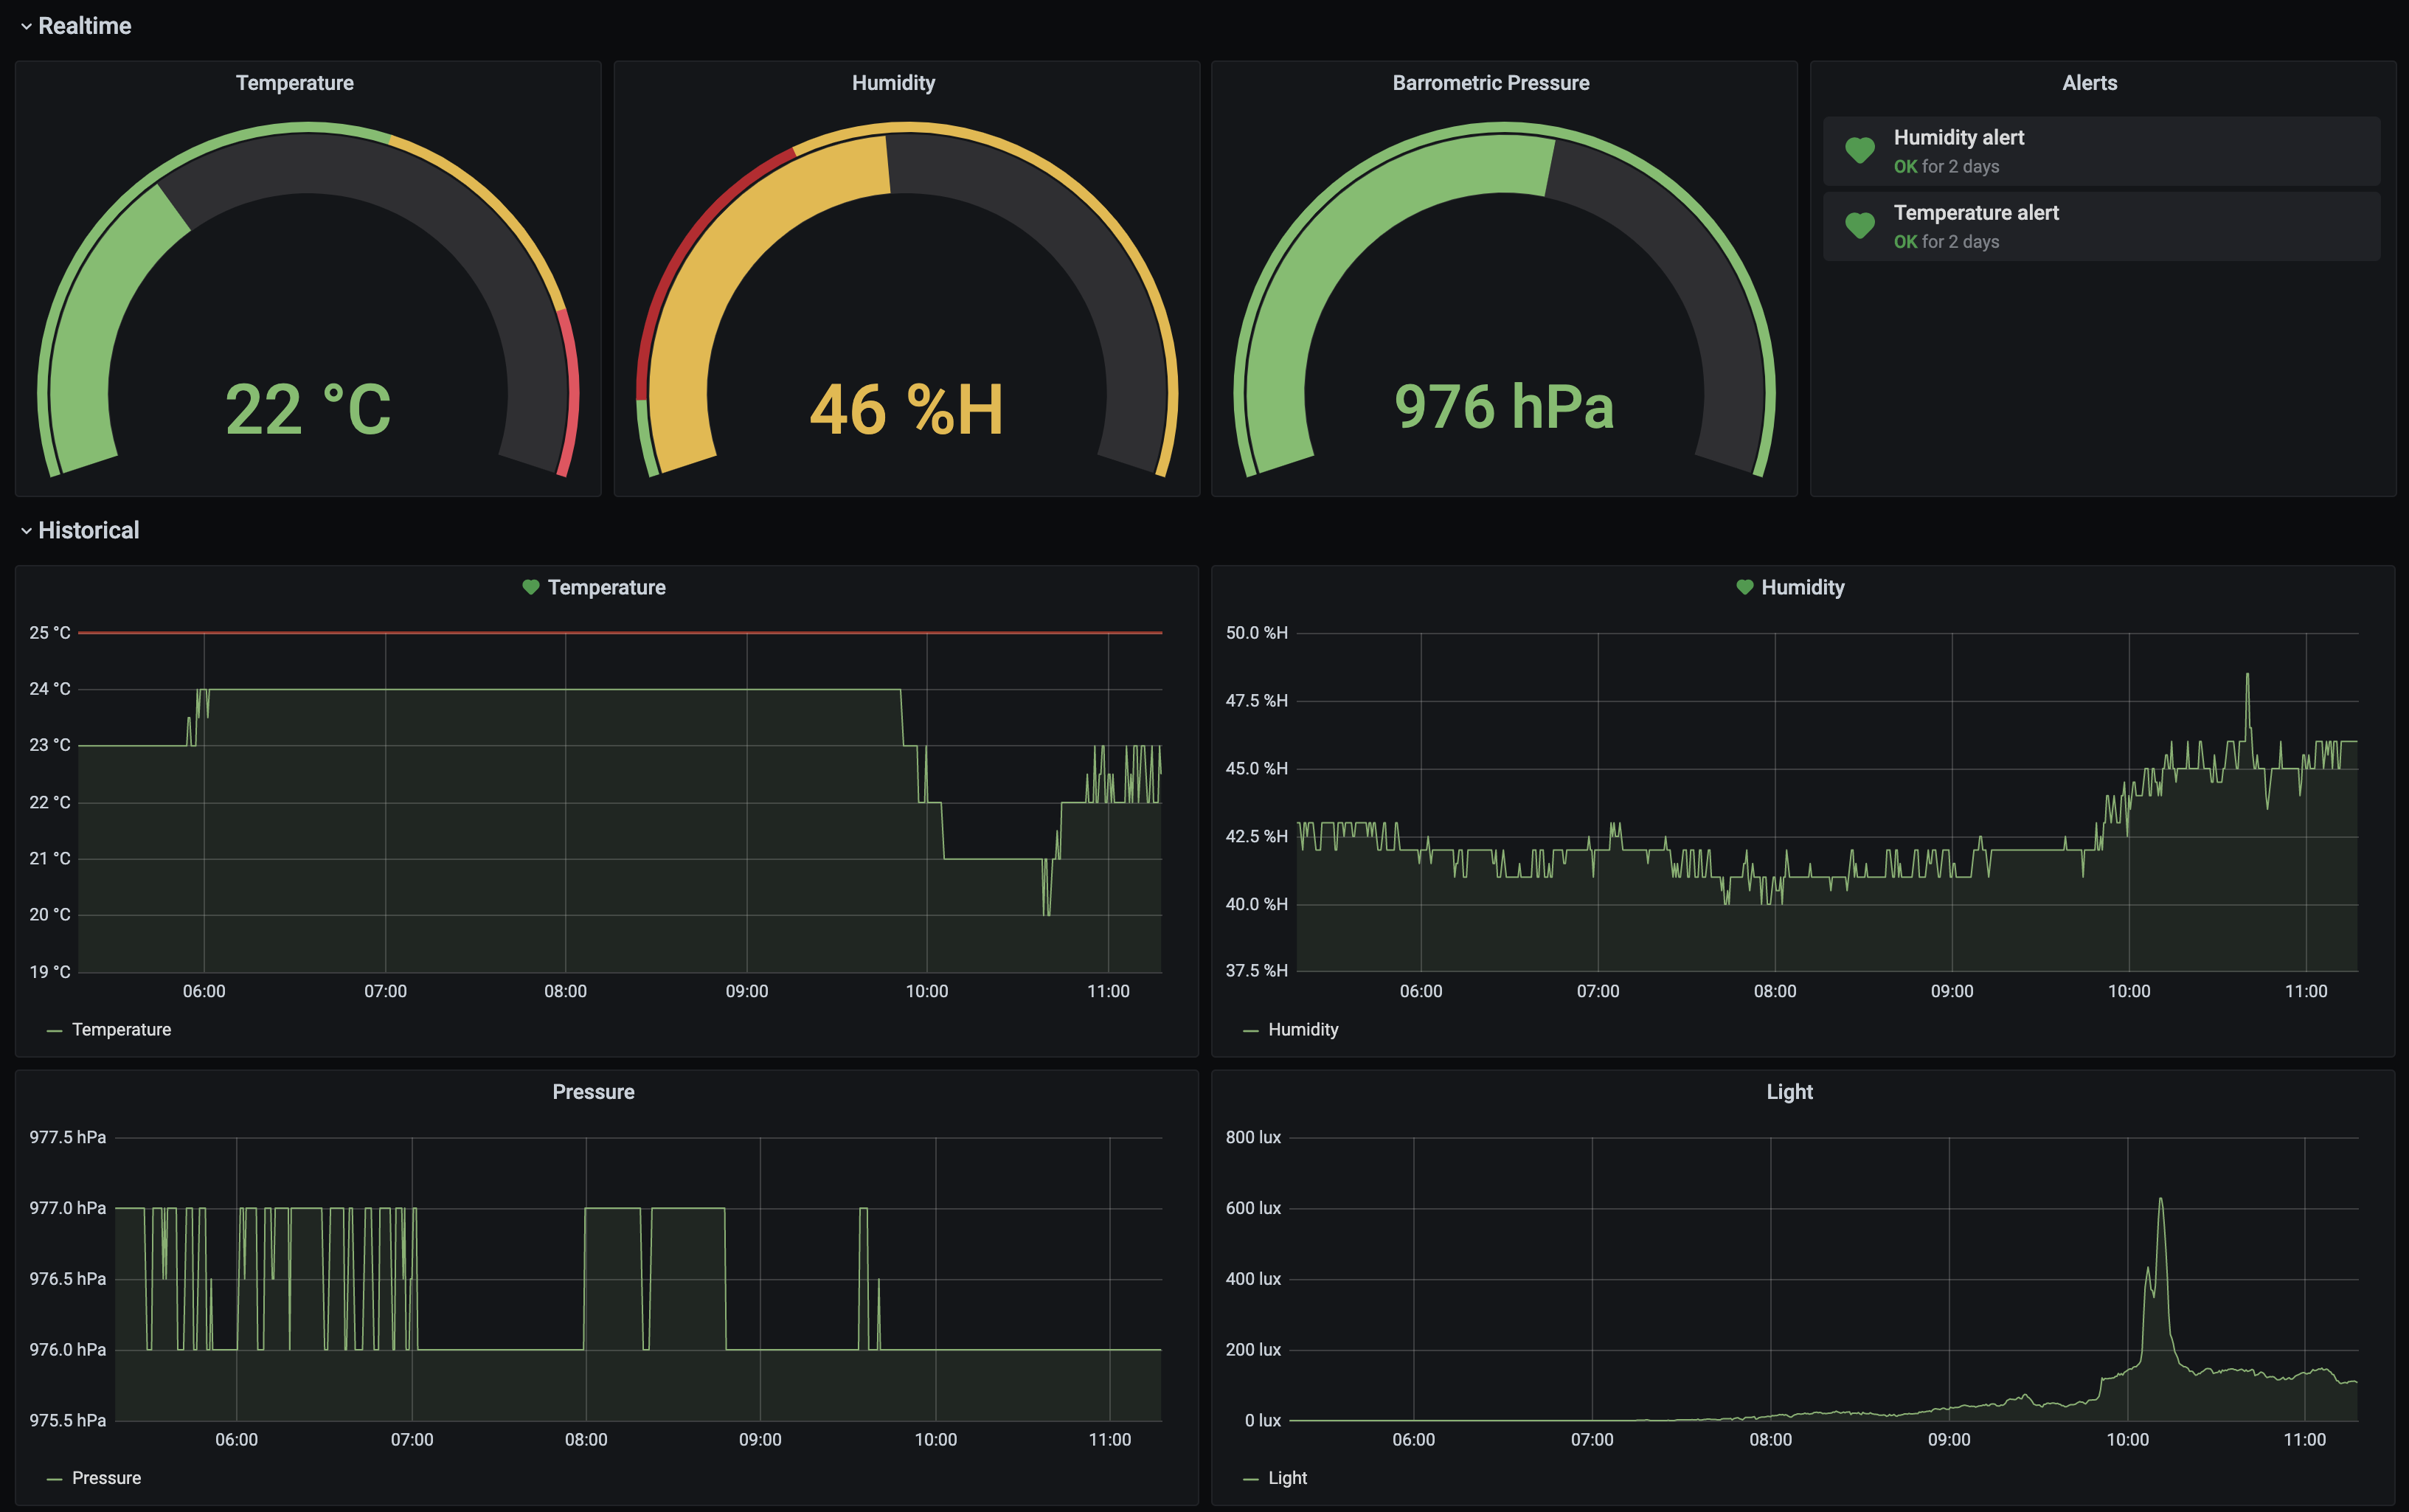 Realtime
Temperature
22 °C
Humidity
46 %H
Barrometric Pressure
976 hPa
Alerts
Humidity alert
OK for 2 days
Temperature alert
OK for 2 days
Historical
Temperature
25 °C
24 °C
23 °C
22 °C
21 °C
20 °C
19 °C
06:00 07:00 08:00 09:00 10:00 11:00
Temperature
Humidity
50.0 %H
47.5 %H
45.0 %H
42.5 %H
40.0 %H
37.5 %H
06:00 07:00 08:00 09:00 10:00 11:00
Humidity
Pressure
977.5 hPa
977.0 hPa
976.5 hPa
976.0 hPa
975.5 hPa
06:00 07:00 08:00 09:00 10:00 11:00
Pressure
Light
800 lux
600 lux
400 lux
200 lux
0 lux
06:00 07:00 08:00 09:00 10:00 11:00
Light